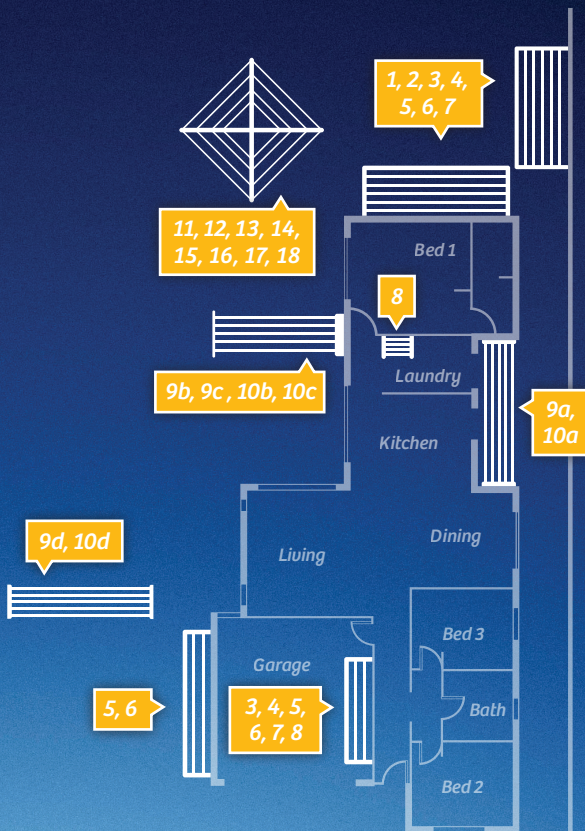 1, 2, 3, 4,
5, 6, 7
11, 12, 13, 14,
15, 16, 17, 18
Bed 1
8
Laundry
9b, 9c , 10b, 10c
9a,
10a
Kitchen
9d, 10d
Living
Dining
Bed 3
Garage
5, 6
3, 4, 5,
6, 7, 8
Bath
Bed 2